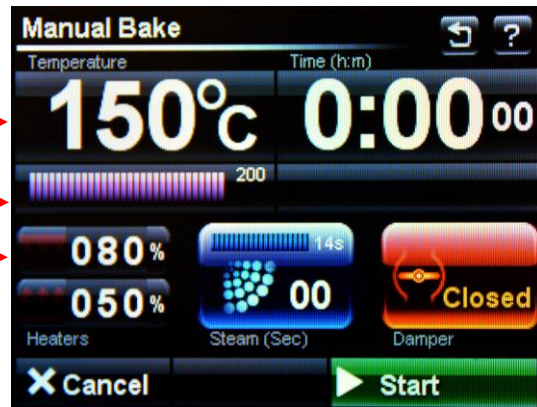 Manual Bake ?
Temperature Time (h:m)
150°C 0:00 00
200
080% 14s
050% 00 Closed
Heaters Steam (Sec) Damper
X Cancel Start